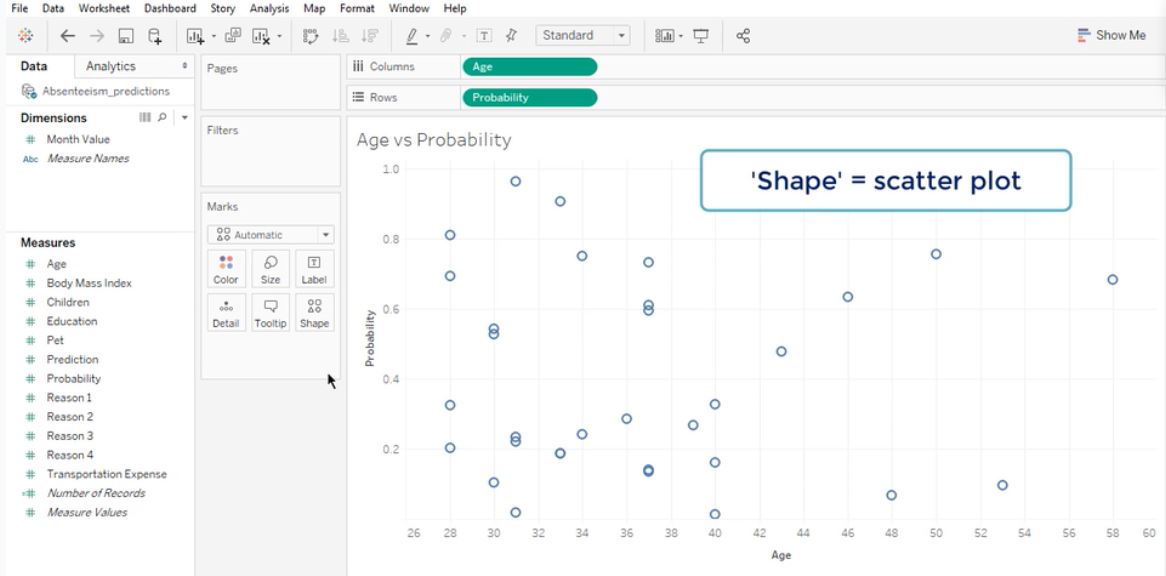 File Data Worksheet Dashboard Story Analysis Map Format Window Help
Standard
Show Me
Data Analytics
Absenteeism_predictions
Dimensions
Month Value
Abc Measure Names
Measures
Age
Body Mass Index
Children
Education
Pet
Prediction
Probability
Reason 1
Reason 2
Reason 3
Reason 4
Transportation Expense
Number of Records
Measure Values
Pages
Filters
Marks
Automatic
Color Size Label
Detail Tooltip Shape
Columns Age
Rows Probability
Age vs Probability
'Shape' = scatter plot
Probability
1.0
0.8
0.6
0.4
0.2
26 28 30 32 34 36 38 40 42 44 46 48 50 52 54 56 58 60
Age